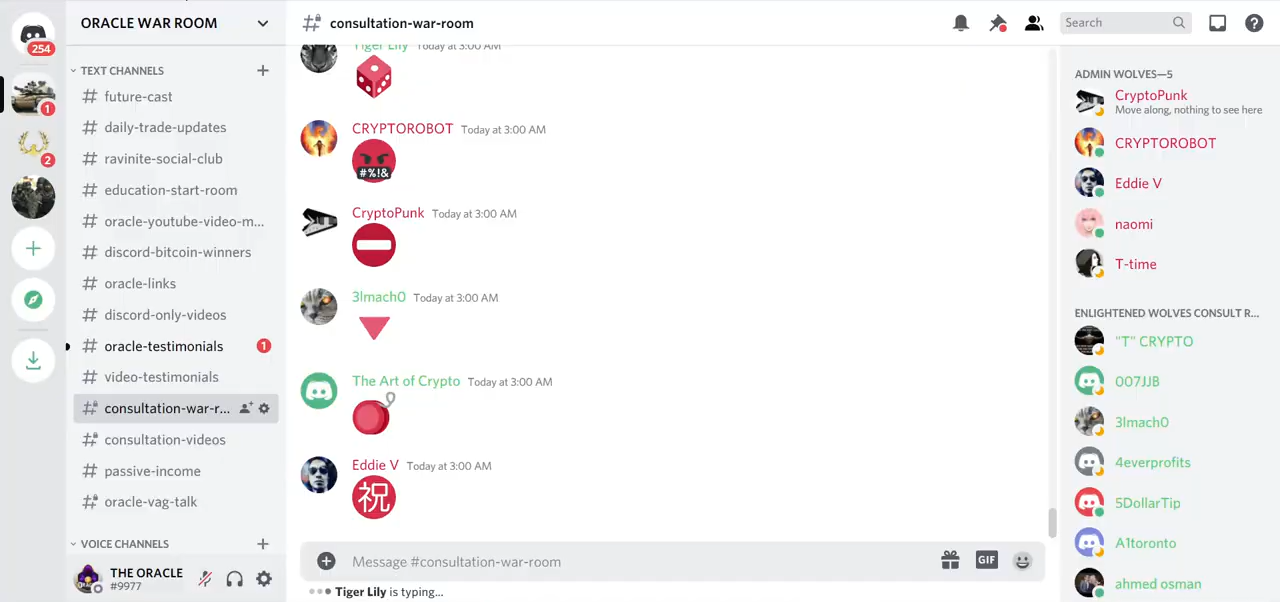 254
1
2
ORACLE WAR ROOM
TEXT CHANNELS
# future-cast
# daily-trade-updates
# ravinite-social-club
# education-start-room
# oracle-youtube-video-m...
# discord-bitcoin-winners
# oracle-links
# discord-only-videos
# oracle-testimonials 1
# video-testimonials
# consultation-war-r...
# consultation-videos
# passive-income
# oracle-vag-talk
VOICE CHANNELS
THE ORACLE
#9977
# consultation-war-room
Search
Tiger Lily Today at 3:00 AM
CRYPTOROBOT Today at 3:00 AM
#%!&
CryptoPunk Today at 3:00 AM
3lmach0 Today at 3:00 AM
The Art of Crypto Today at 3:00 AM
Eddie V Today at 3:00 AM
祝
Message #consultation-war-room
GIF
Tiger Lily is typing...
ADMIN WOLVES—5
CryptoPunk
Move along, nothing to see here
CRYPTOROBOT
Eddie V
naomi
T-time
ENLIGHTENED WOLVES CONSULT R...
"T" CRYPTO
007JJB
3lmach0
4everprofits
5DollarTip
A1toronto
ahmed osman